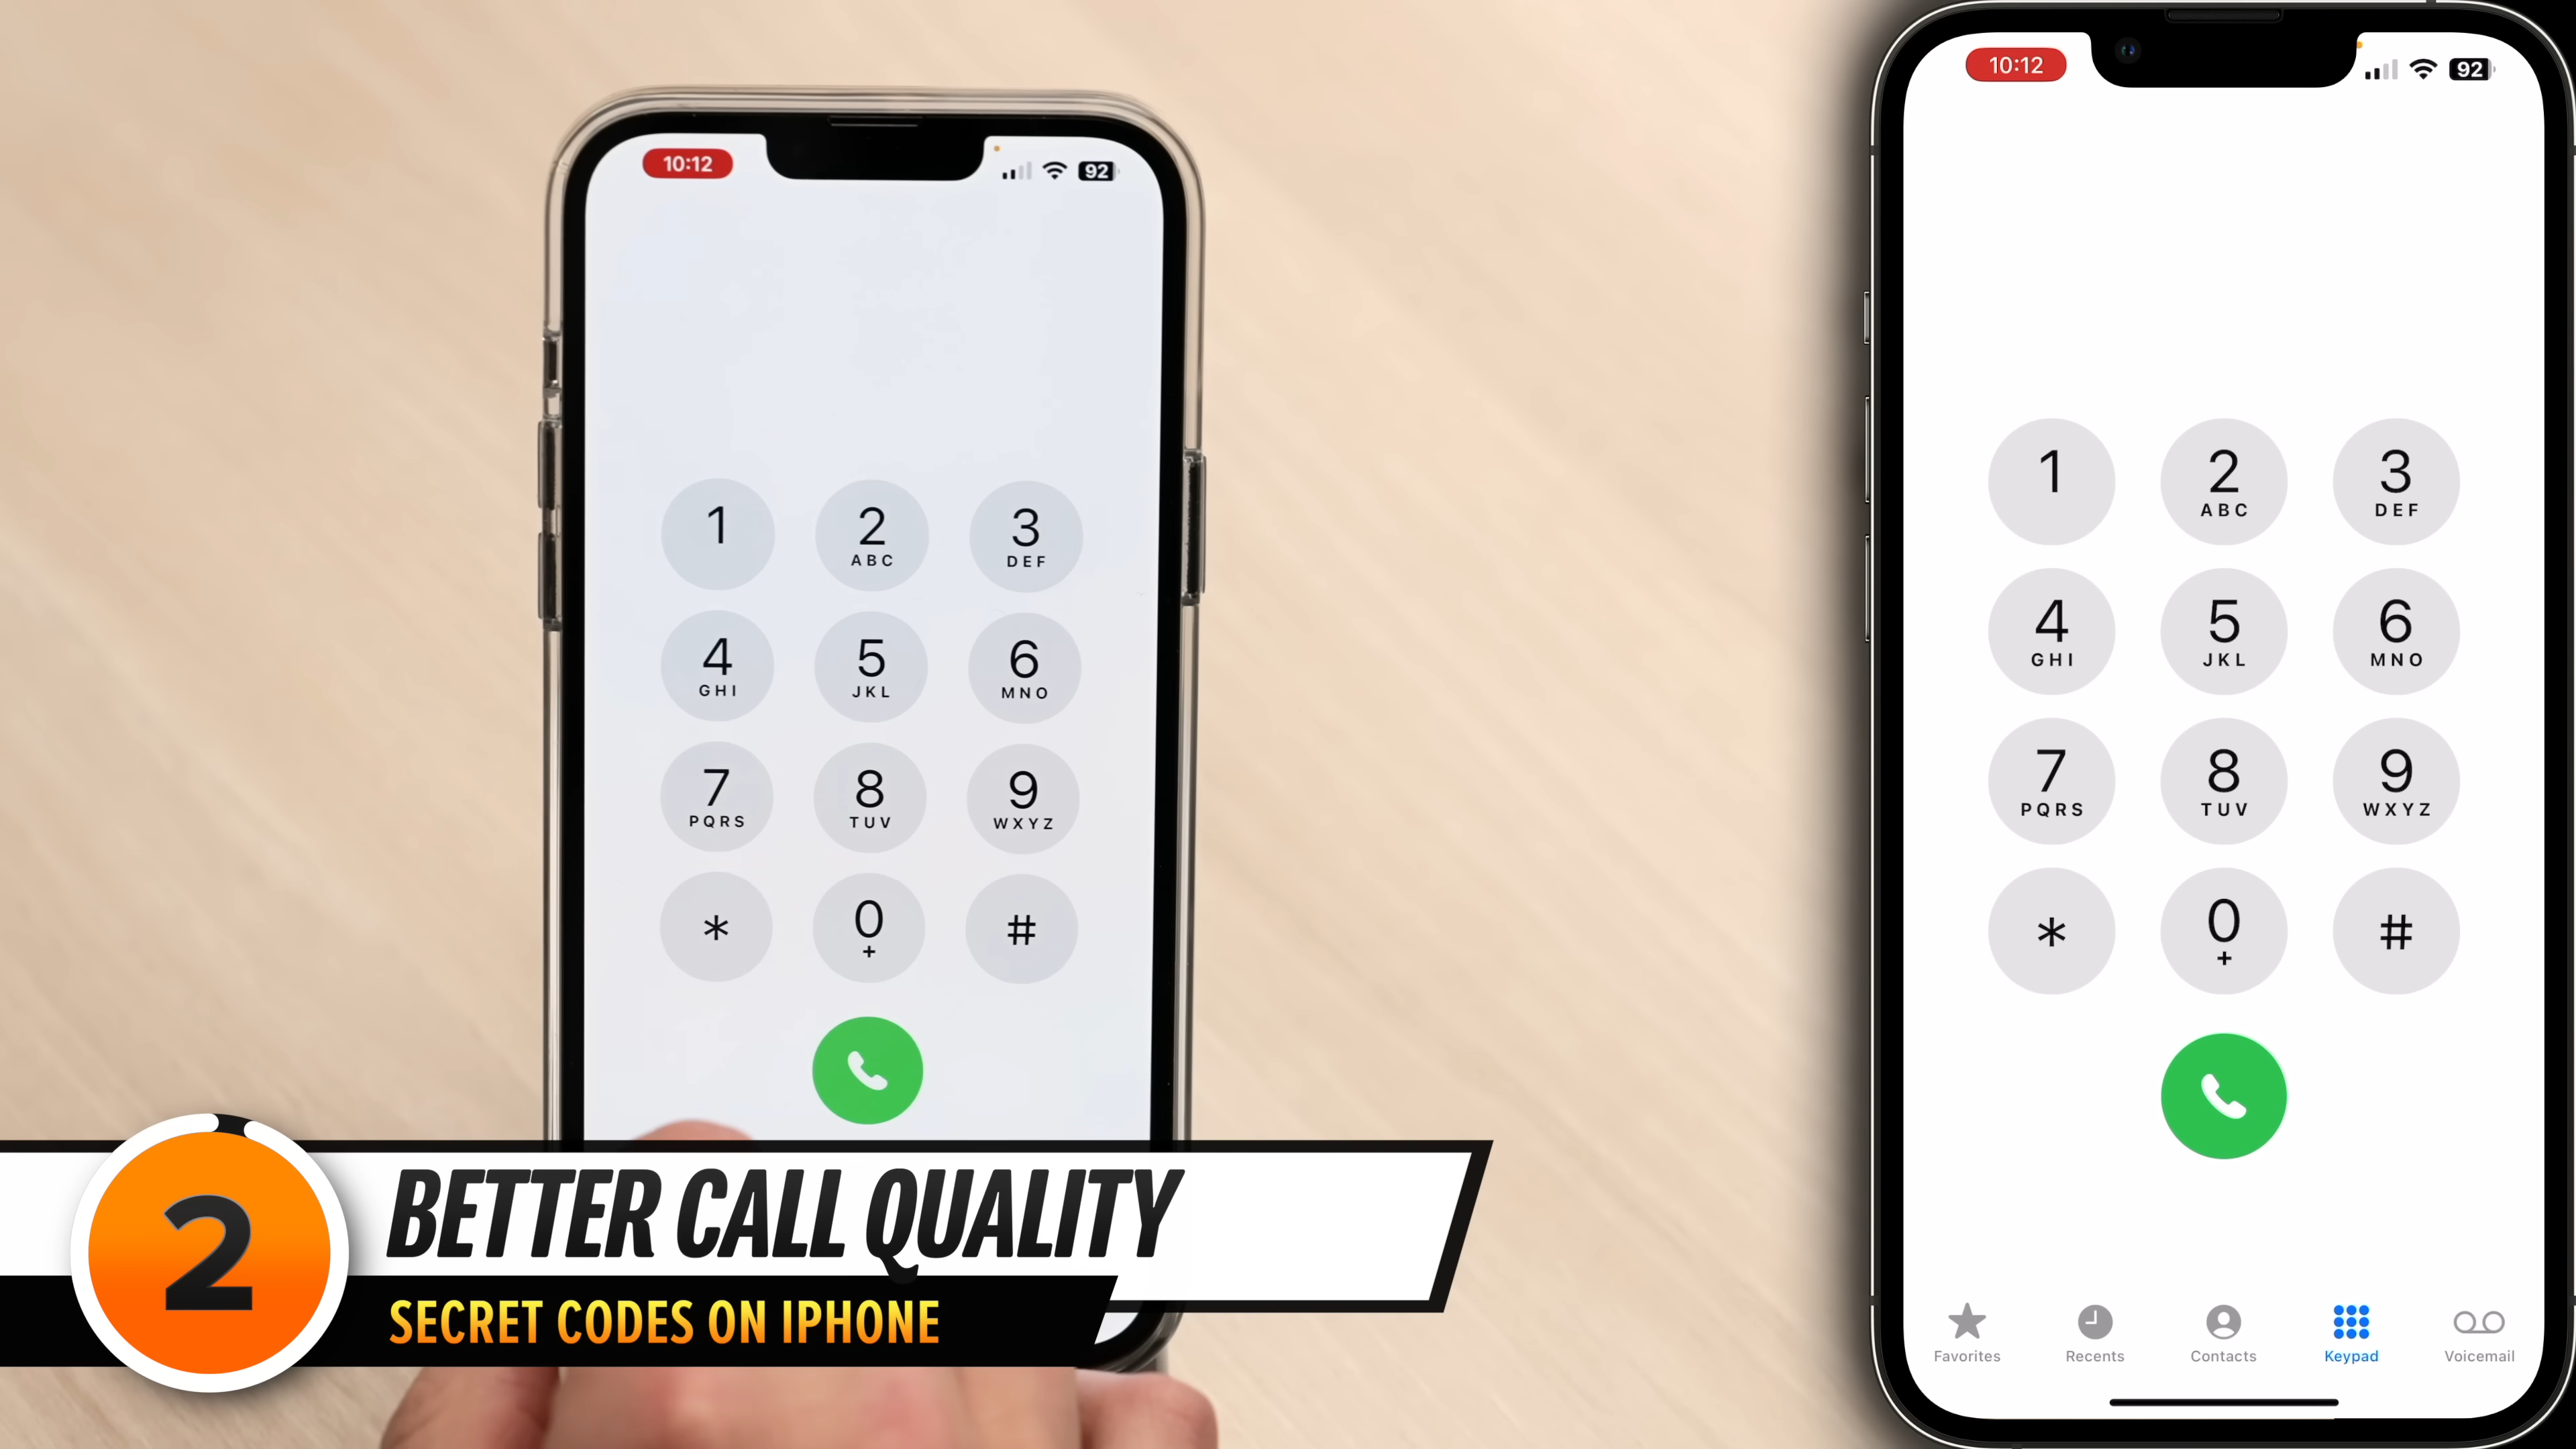 10:12
92
1
2
ABC
3
DEF
4
GHI
5
JKL
6
MNO
7
PQRS
8
TUV
9
WXYZ
*
0
+
#
2
BETTER CALL QUALITY
SECRET CODES ON IPHONE
10:12
92
1
2
ABC
3
DEF
4
GHI
5
JKL
6
MNO
7
PQRS
8
TUV
9
WXYZ
*
0
+
#
Favorites
Recents
Contacts
Keypad
Voicemail